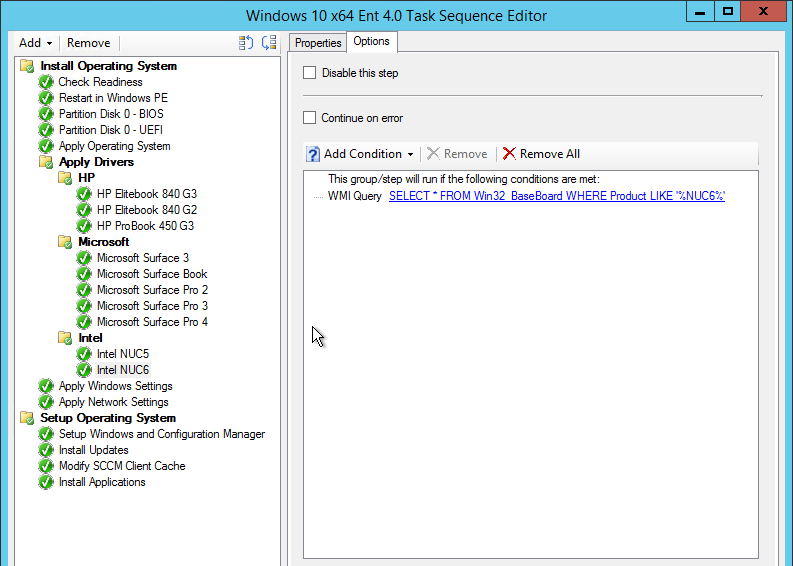 Windows 10 x64 Ent 4.0 Task Sequence Editor
Add Remove
Install Operating System
Check Readiness
Restart in Windows PE
Partition Disk 0 - BIOS
Partition Disk 0 - UEFI
Apply Operating System
Apply Drivers
HP
HP Elitebook 840 G3
HP Elitebook 840 G2
HP ProBook 450 G3
Microsoft
Microsoft Surface 3
Microsoft Surface Book
Microsoft Surface Pro 2
Microsoft Surface Pro 3
Microsoft Surface Pro 4
Intel
Intel NUC5
Intel NUC6
Apply Windows Settings
Apply Network Settings
Setup Operating System
Setup Windows and Configuration Manager
Install Updates
Modify SCCM Client Cache
Install Applications
Properties Options
Disable this step
Continue on error
Add Condition Remove Remove All
This group/step will run if the following conditions are met:
WMI Query SELECT * FROM Win32_BaseBoard WHERE Product LIKE '%NUC6%'